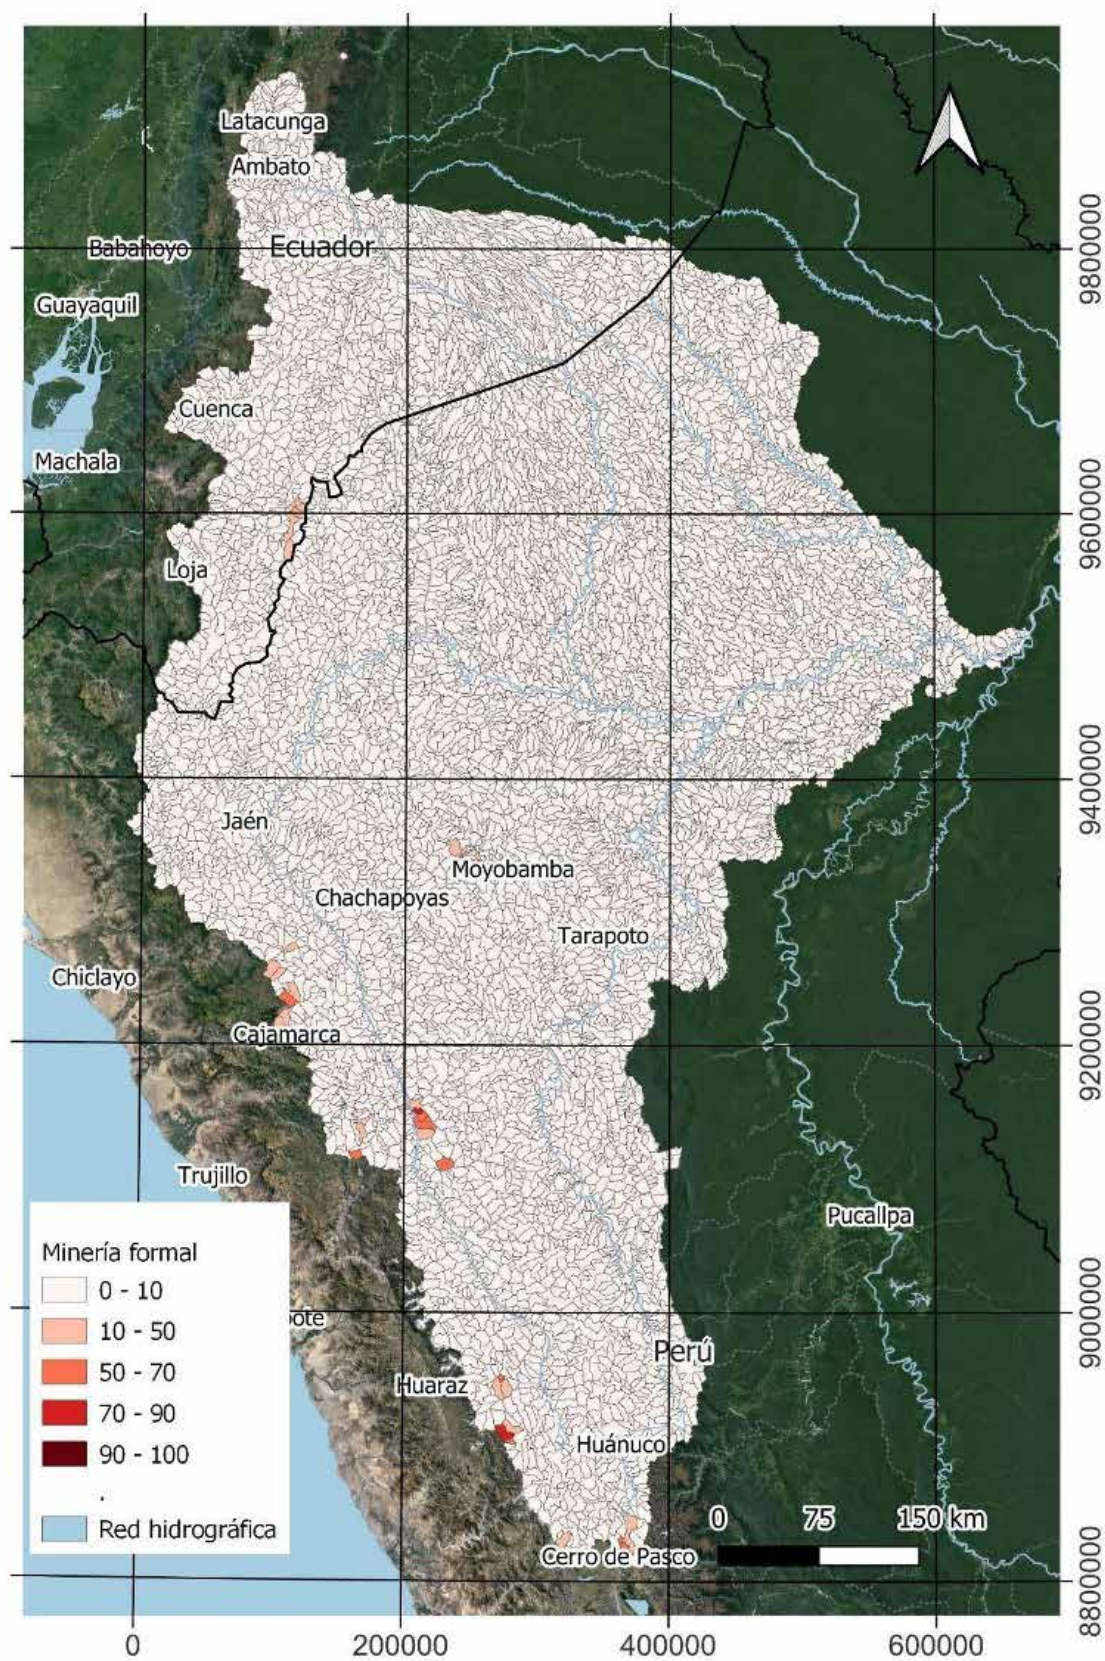 Latacunga
Ambato
Babahoyo
Ecuador
Guayaquil
Cuenca
Machala
Loja
Jaén
Moyobamba
Chachapoyas
Tarapoto
Chiclayo
Cajamarca
Trujillo
Pucallpa
Minería formal
0 - 10
10 - 50
50 - 70
70 - 90
90 - 100
.
Red hidrográfica
ote
Perú
Huaraz
Huánuco
0 75 150 km
Cerro de Pasco
9800000
9600000
9400000
9200000
9000000
8800000
0 200000 400000 600000